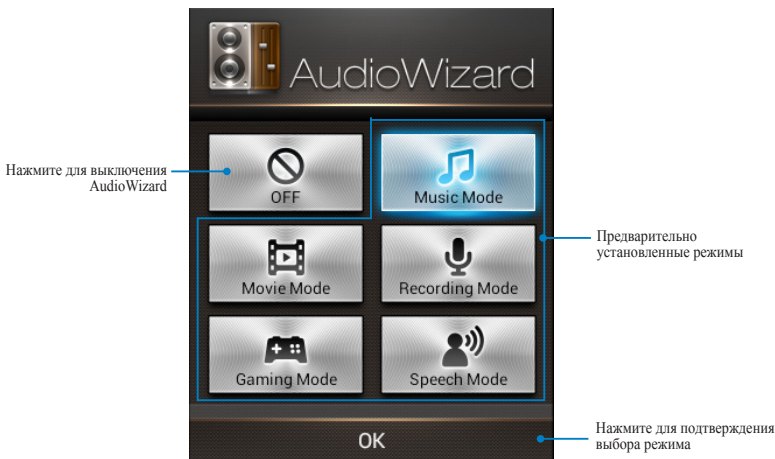 AudioWizard
Нажмите для выключения
AudioWizard
OFF
Music Mode
Предварительно
установленные режимы
Movie Mode
Recording Mode
Gaming Mode
Speech Mode
OK
Нажмите для подтверждения
выбора режима